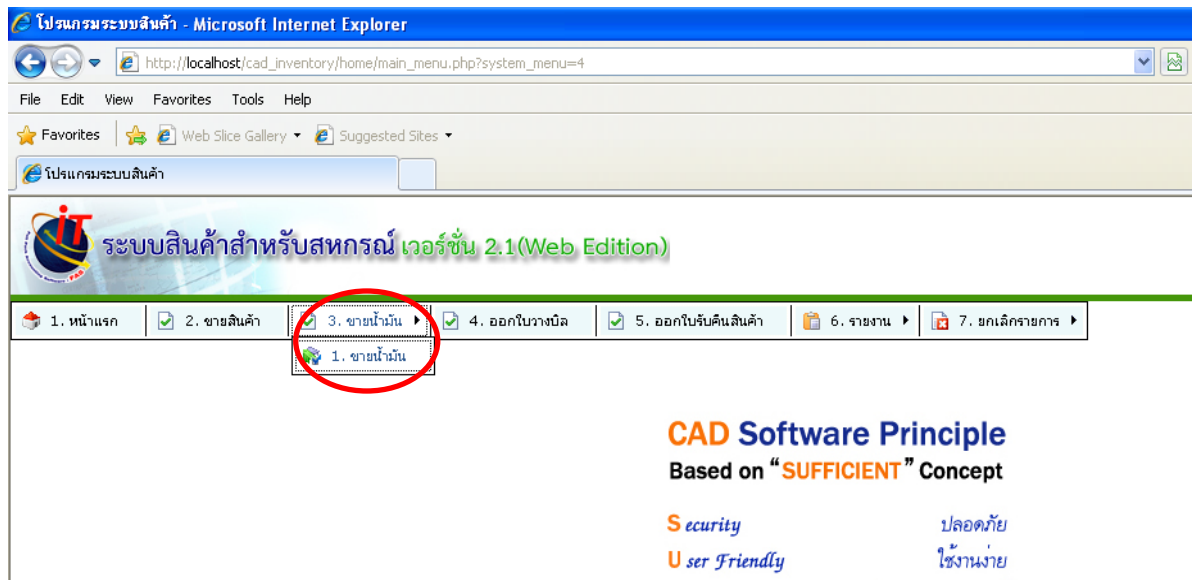 โปรแกรมระบบสินค้า - Microsoft Internet Explorer
http://localhost/cad_inventory/home/main_menu.php?system_menu=4
File Edit View Favorites Tools Help
Favorites Web Slice Gallery Suggested Sites
โปรแกรมระบบสินค้า
iT
ระบบสินค้าสำหรับสหกรณ์ เวอร์ชั่น 2.1(Web Edition)
1. หน้าแรก 2. ขายสินค้า 3. ขายน้ำมัน 4. ออกใบวางบิล 5. ออกใบรับคืนสินค้า 6. รายงาน 7. ยกเลิกรายการ
1. ขายน้ำมัน
CAD Software Principle
Based on “SUFFICIENT” Concept
Security ปลอดภัย
User Friendly ใช้งานง่าย